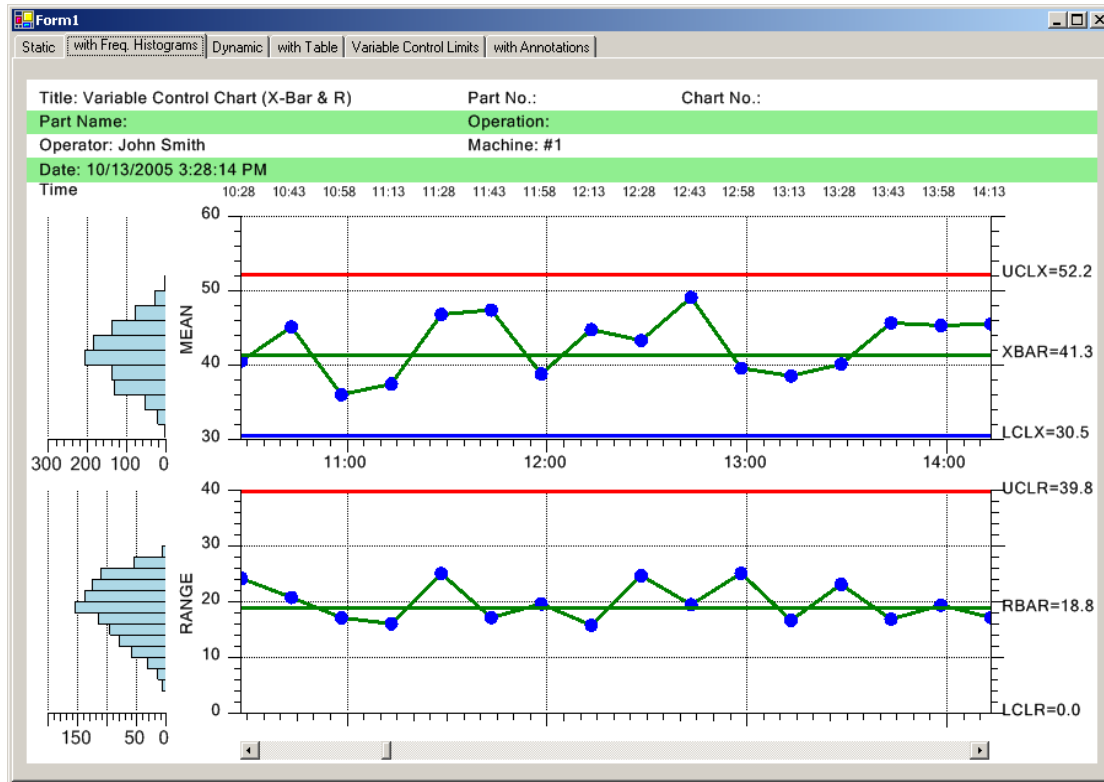 Form1
Static with Freq. Histograms Dynamic with Table Variable Control Limits with Annotations
Title: Variable Control Chart (X-Bar & R) Part No.: Chart No.:
Part Name: Operation:
Operator: John Smith Machine: #1
Date: 10/13/2005 3:28:14 PM
Time 10:28 10:43 10:58 11:13 11:28 11:43 11:58 12:13 12:28 12:43 12:58 13:13 13:28 13:43 13:58 14:13
60
UCLX=52.2
50
MEAN
XBAR=41.3
40
30 LCLX=30.5
300 200 100 0 11:00 12:00 13:00 14:00
40 UCLR=39.8
30
RANGE
20 RBAR=18.8
10
0 LCLR=0.0
150 50 0